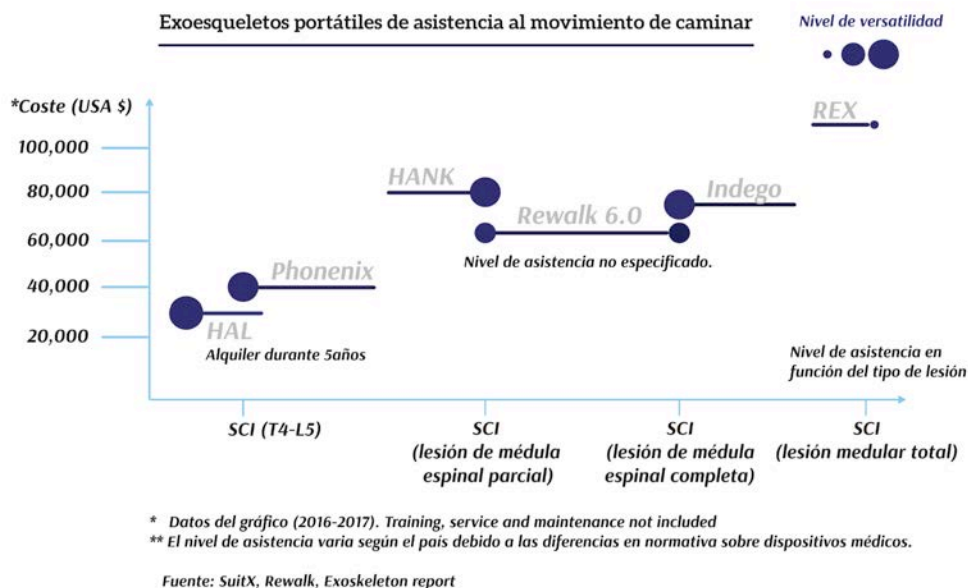 Exoesqueletos portátiles de asistencia al movimiento de caminar
Nivel de versatilidad
*Coste (USA $)
100,000
80,000
60,000
40,000
20,000
REX
HANK
Indego
Rewalk 6.0
Nivel de asistencia no especificado.
Phonenix
HAL
Alquiler durante 5años
Nivel de asistencia en
función del tipo de lesión
SCI (T4-L5)
SCI
(lesión de médula
espinal parcial)
SCI
(lesión de médula
espinal completa)
SCI
(lesión medular total)
* Datos del gráfico (2016-2017). Training, service and maintenance not included
** El nivel de asistencia varia según el país debido a las diferencias en normativa sobre dispositivos médicos.
Fuente: SuitX, Rewalk, Exoskeleton report